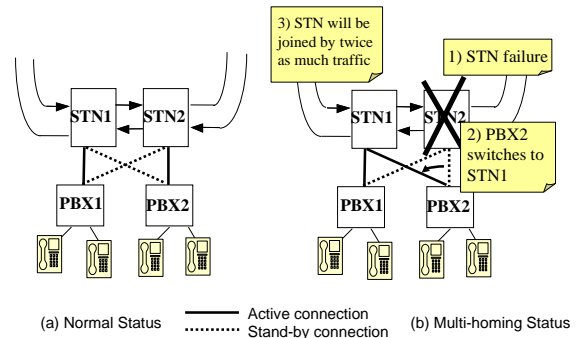 3) STN will be
joined by twice
as much traffic
1) STN failure
STN1
STN2
STN1
STN2
2) PBX2
switches to
STN1
PBX1
PBX2
PBX1
PBX2
(a) Normal Status
Active connection
Stand-by connection
(b) Multi-homing Status